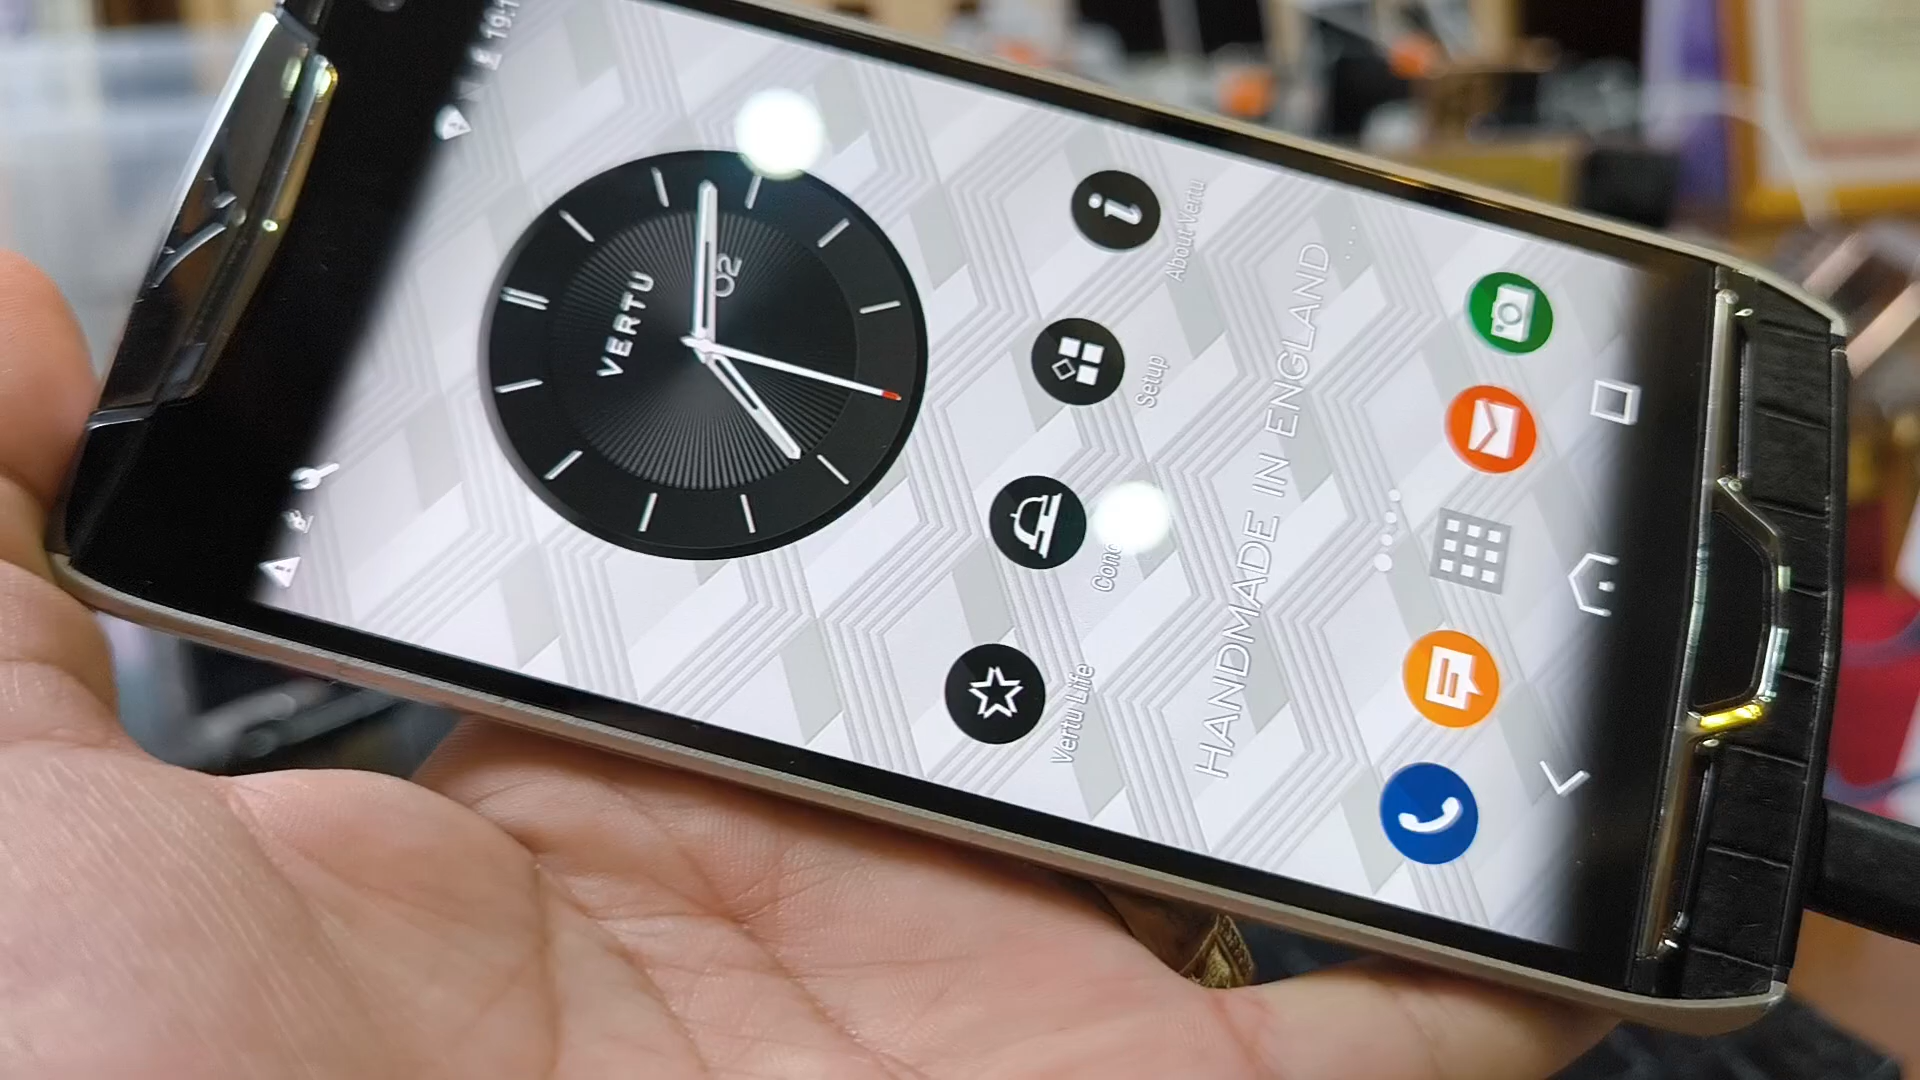 VERTU
02
Vertu Life
Setup
About Vertu
HANDMADE IN ENGLAND